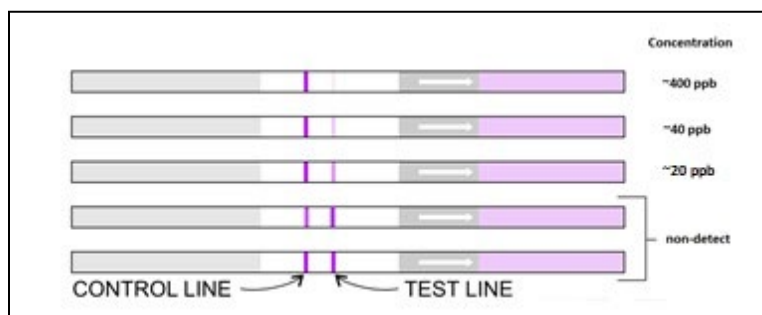 Concentration
~400 ppb
~40 ppb
~20 ppb
non-detect
CONTROL LINE
TEST LINE